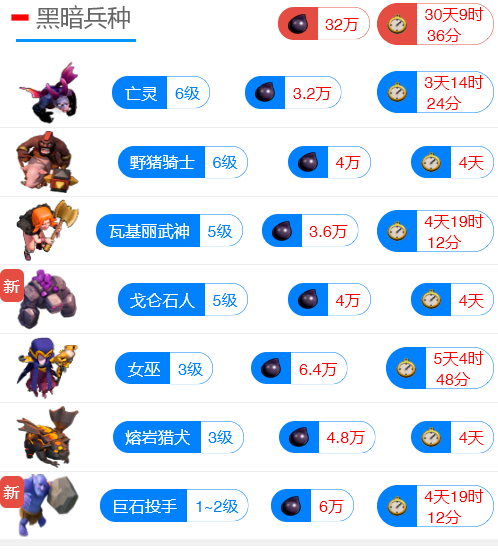 黑暗兵种
32万
30天9时
36分
亡灵 6级 3.2万 3天14时
24分
野猪骑士 6级 4万 4天
瓦基丽武神 5级 3.6万 4天19时
12分
新 戈仑石人 5级 4万 4天
女巫 3级 6.4万 5天4时
48分
熔岩猎犬 3级 4.8万 4天
新 巨石投手 1~2级 6万 4天19时
12分